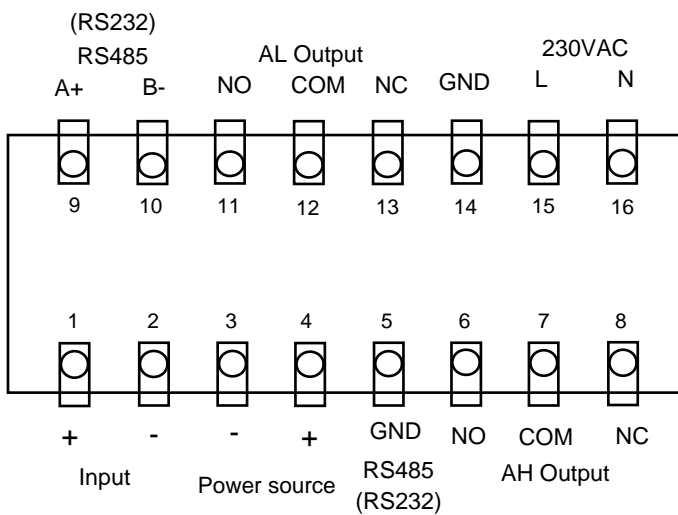 (RS232)
RS485 AL Output 230VAC
A+ B- NO COM NC GND L N
9 10 11 12 13 14 15 16
1 2 3 4 5 6 7 8
+ - - + GND NO COM NC
Input Power source RS485 AH Output
(RS232)